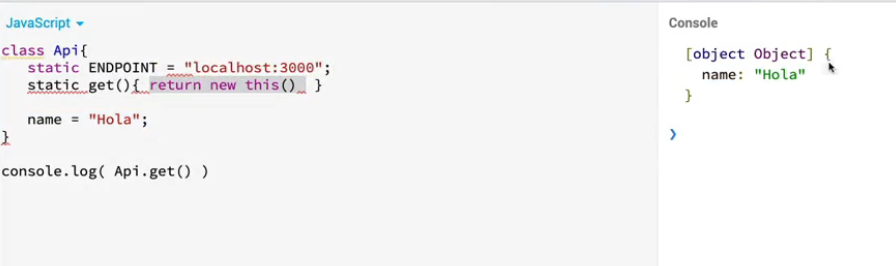 JavaScript
class Api{
static ENDPOINT = "localhost:3000";
static get(){ return new this() }
name = "Hola";
}
console.log( Api.get() )
Console
[object Object] {
name: "Hola"
}
❯